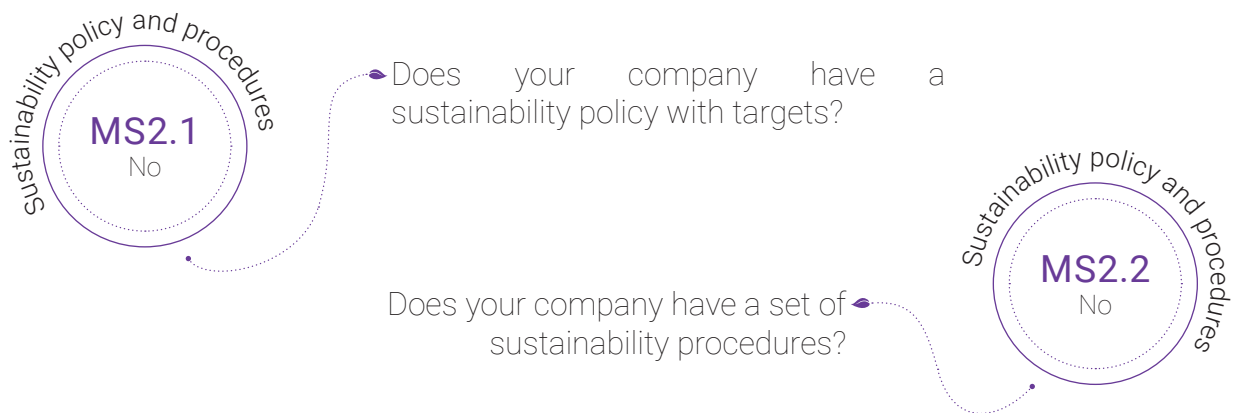 Sustainability policy and procedures
MS2.1
No
Does your company have a
sustainability policy with targets?
Sustainability policy and procedures
MS2.2
No
Does your company have a set of
sustainability procedures?